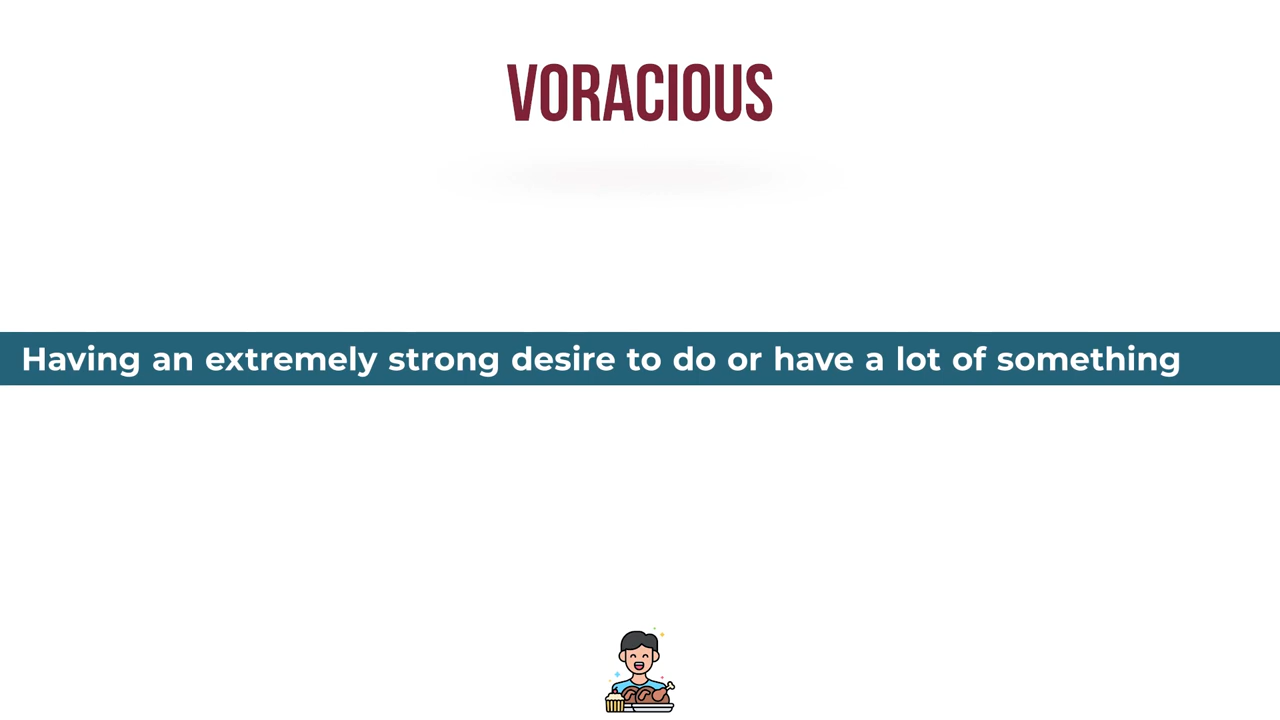 VORACIOUS
Having an extremely strong desire to do or have a lot of something